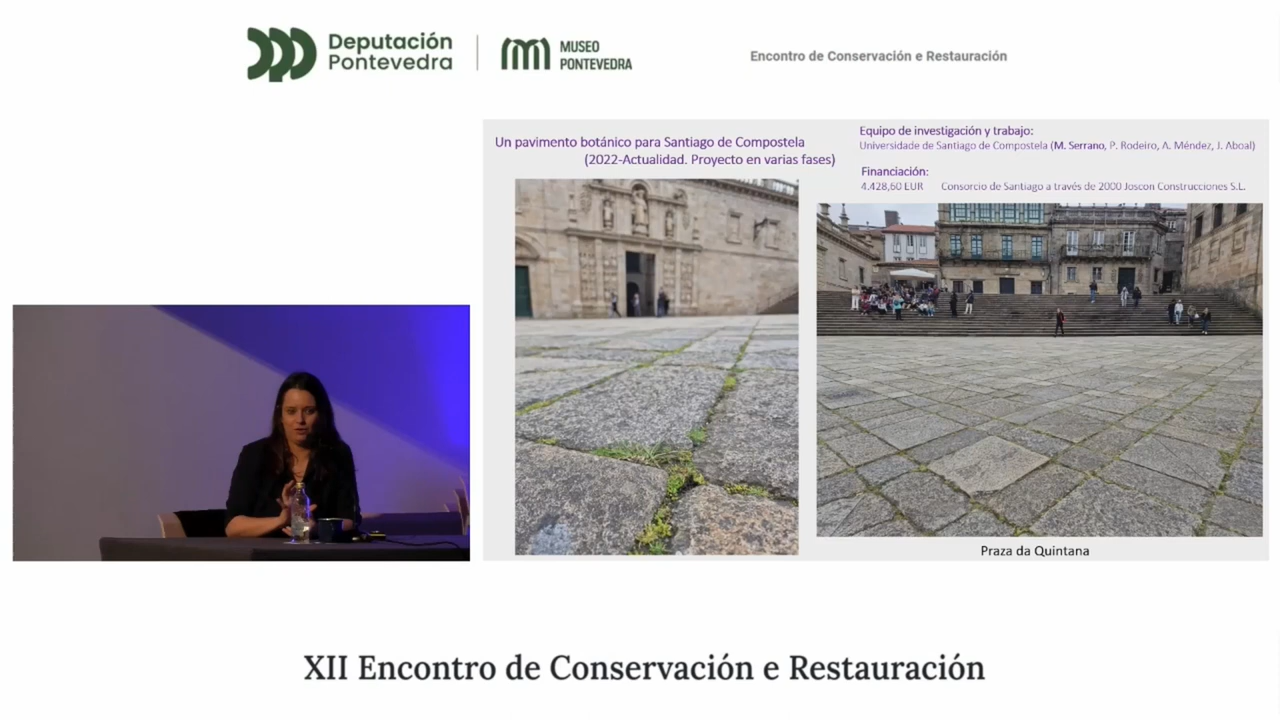 Deputación
Pontevedra
MUSEO
PONTEVEDRA
Encontro de Conservación e Restauración
Un pavimento botánico para Santiago de Compostela
(2022-Actualidad. Proyecto en varias fases)
Equipo de investigación y trabajo:
Universidade de Santiago de Compostela (M. Serrano, P. Rodeiro, A. Méndez, J. Aboal)
Financiación:
4.428,60 EUR Consorcio de Santiago a través de 2000 Joscon Construcciones S.L.
Praza da Quintana
XII Encontro de Conservación e Restauración